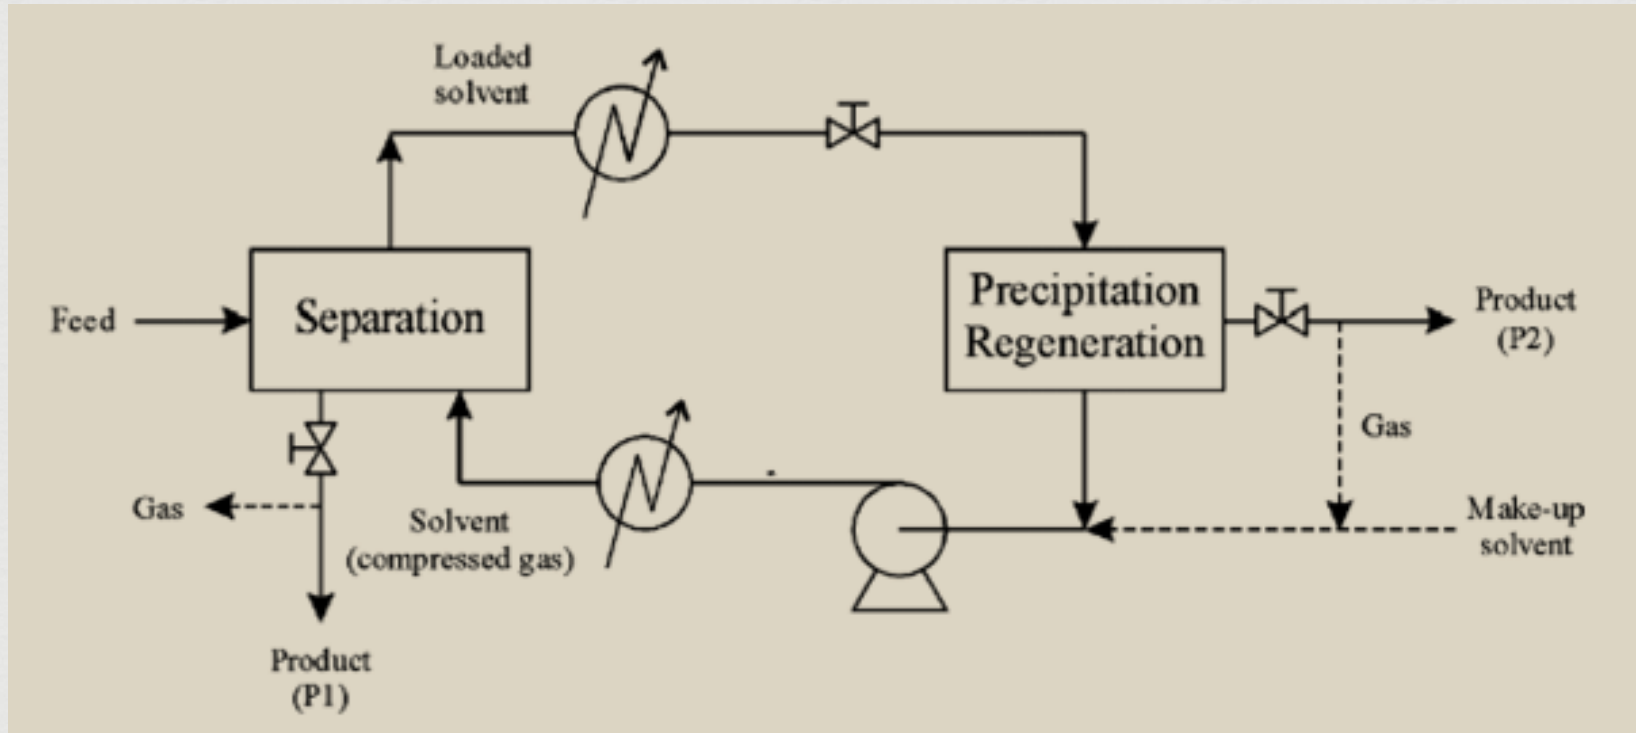 Loaded
solvent
Feed
Separation
Precipitation
Regeneration
Product
(P2)
Gas
Gas
Solvent
(compressed gas)
Make-up
solvent
Product
(P1)